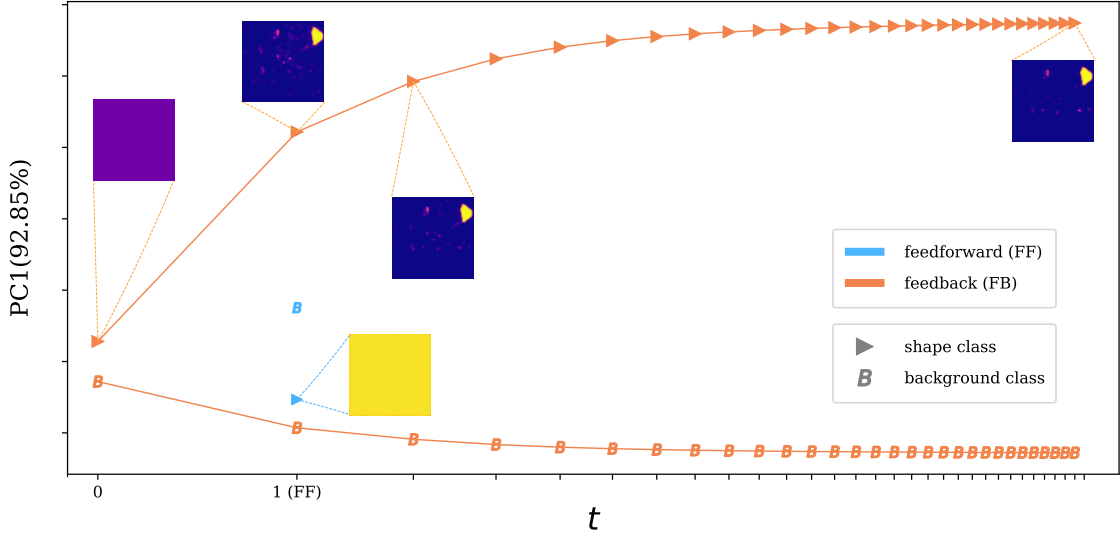 PC1(92.85%)
feedforward (FF)
feedback (FB)
shape class
B background class
B
B B B B B B B B B B B B B B B B B B B B B B B B B B B B B B
0 1 (FF)
t